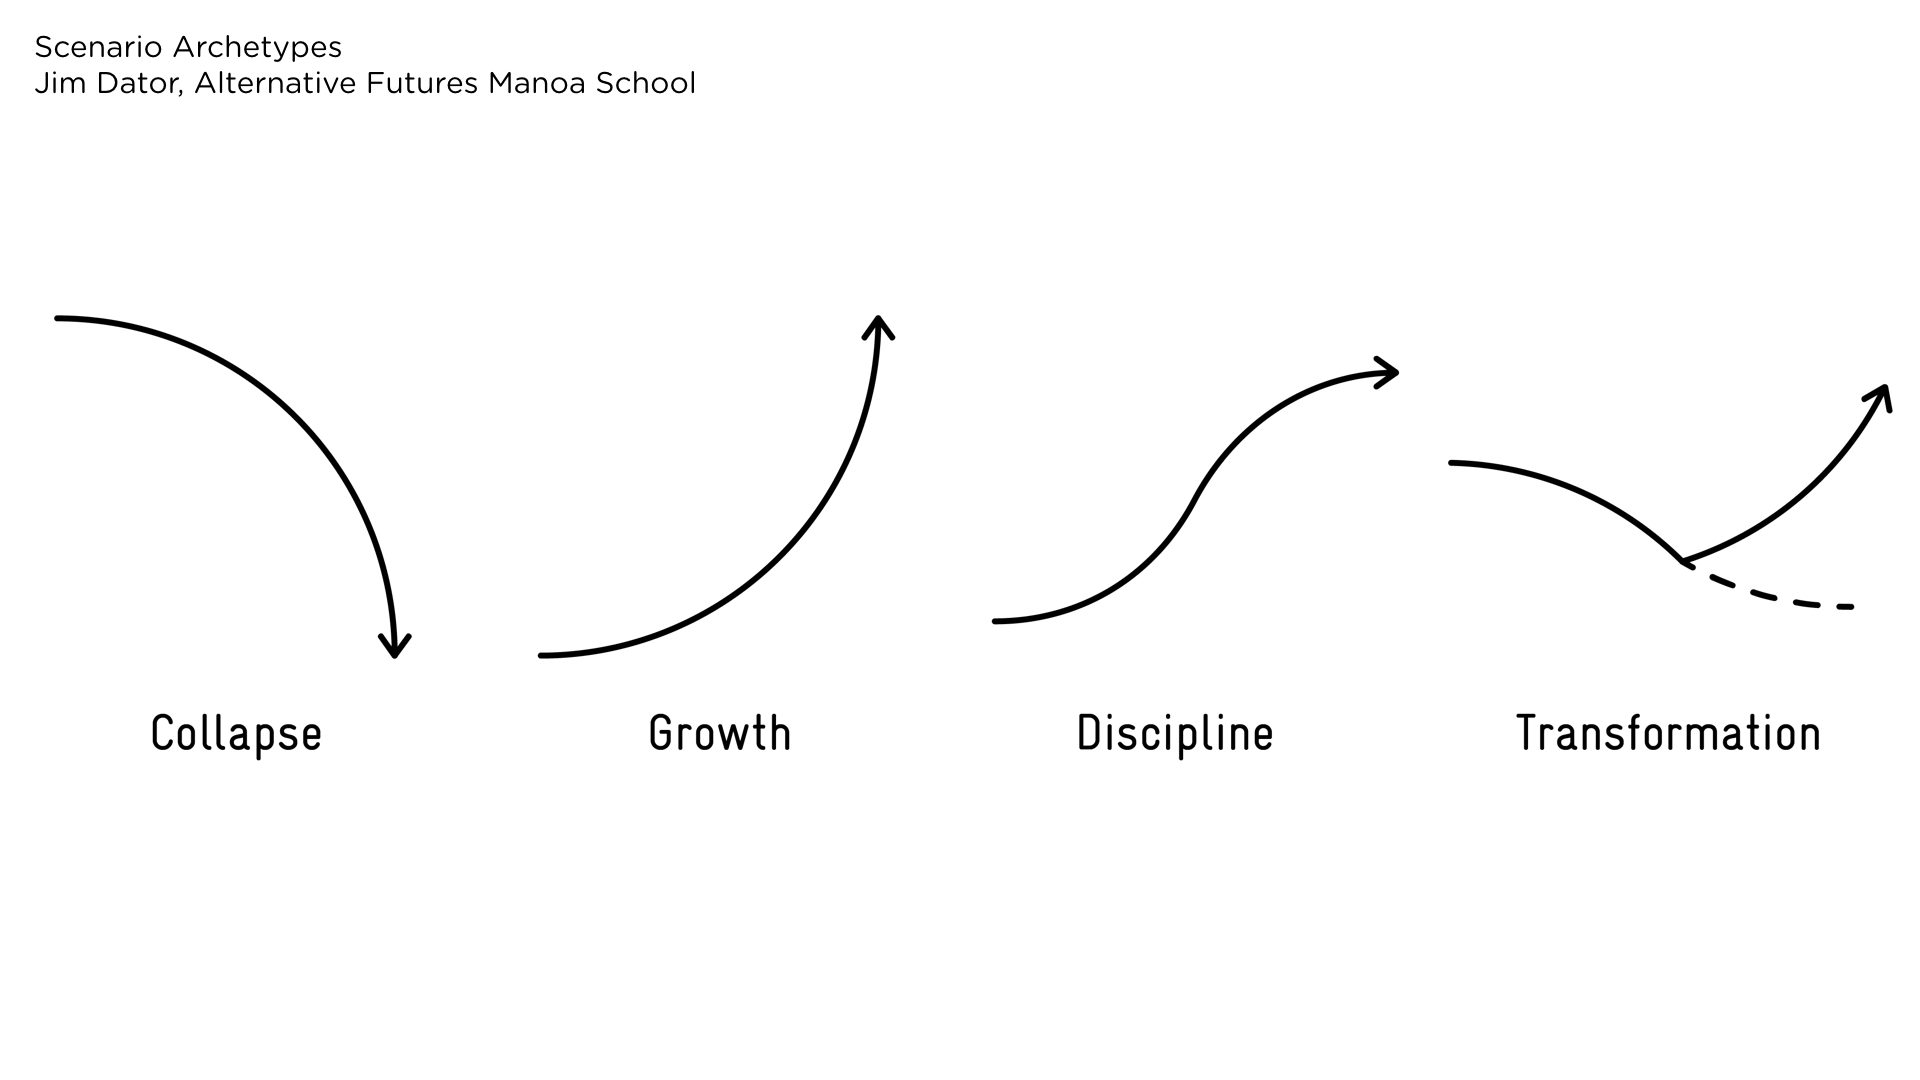 Scenario Archetypes
Jim Dator, Alternative Futures Manoa School
Collapse
Growth
Discipline
Transformation